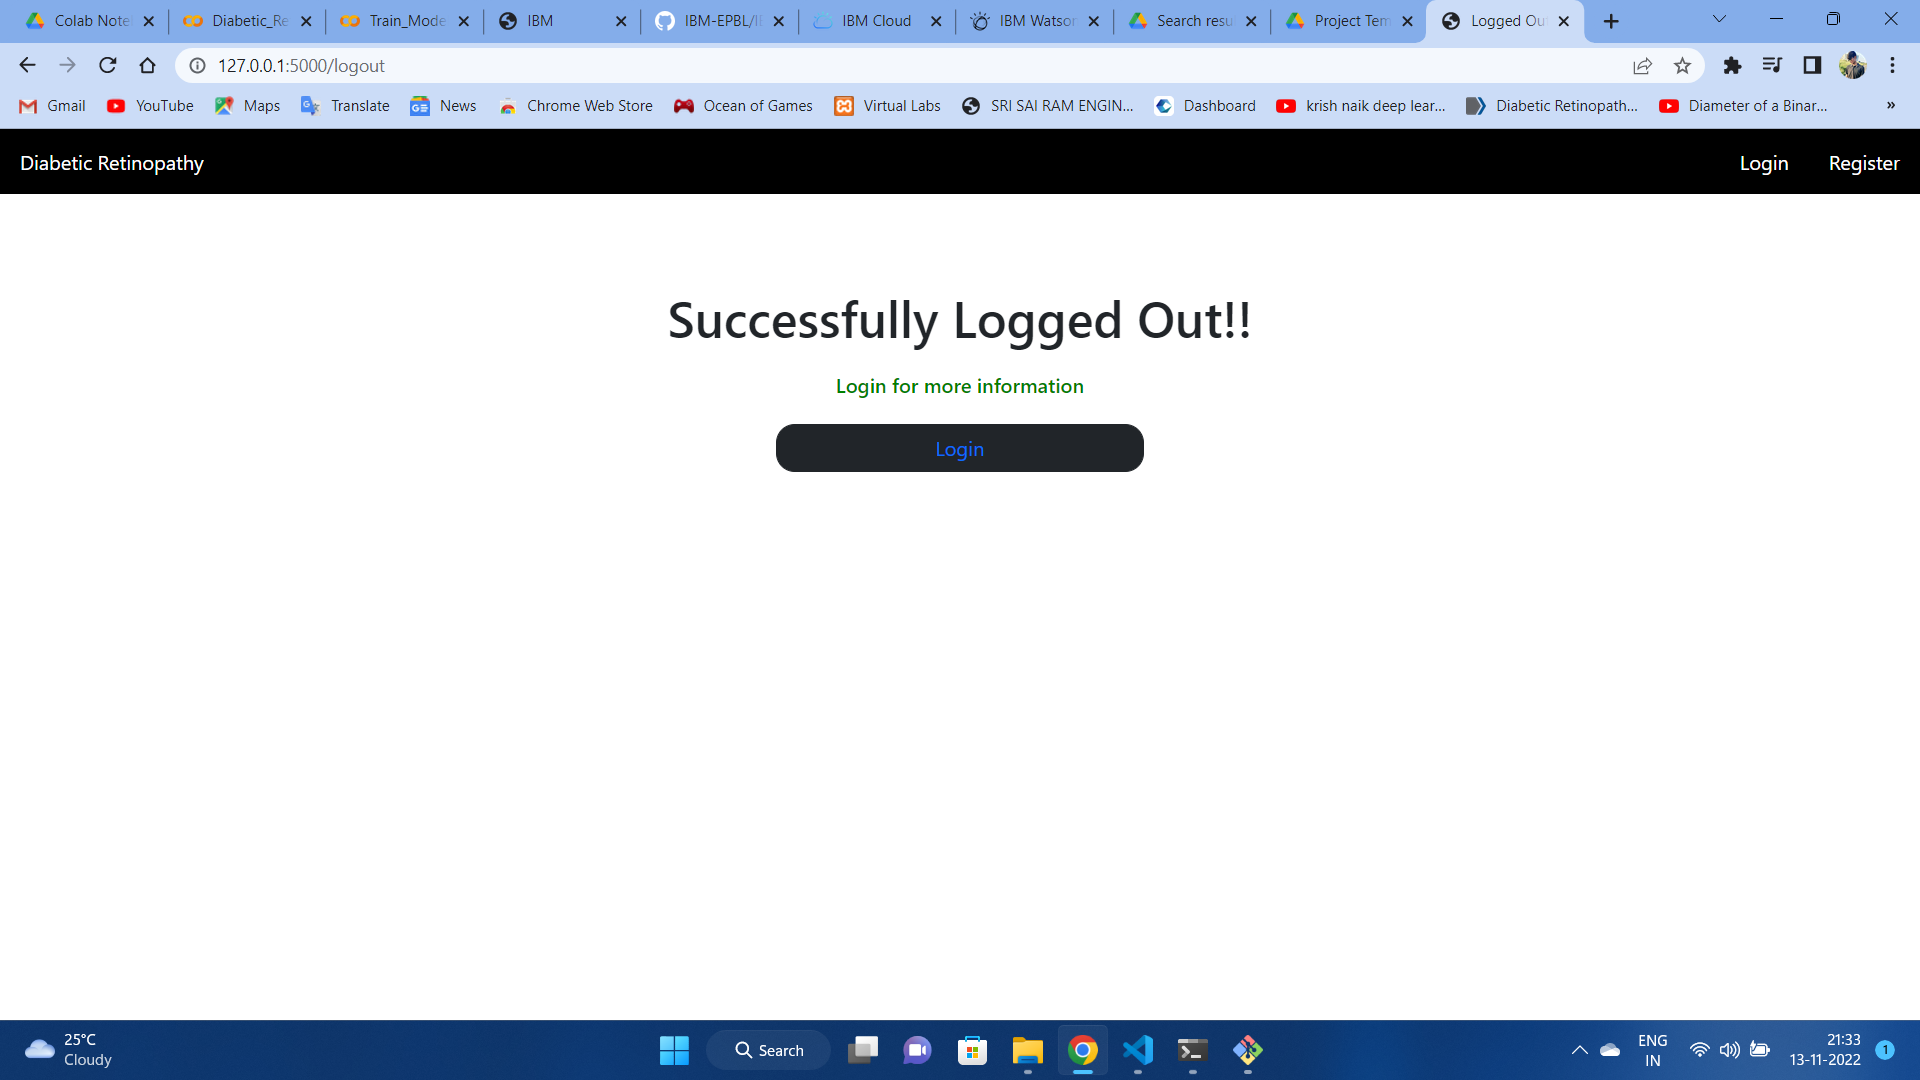 Colab Note
Diabetic_Re
Train_Mode
IBM
IBM-EPBL/I
IBM Cloud
IBM Watson
Search resu
Project Tem
Logged Ou
127.0.0.1:5000/logout
Gmail
YouTube
Maps
Translate
News
Chrome Web Store
Ocean of Games
Virtual Labs
SRI SAI RAM ENGIN...
Dashboard
krish naik deep lear...
Diabetic Retinopath...
Diameter of a Binar...
»
Diabetic Retinopathy
Login
Register
Successfully Logged Out!!
Login for more information
Login
25°C
Cloudy
Search
ENG
IN
21:33
13-11-2022
1